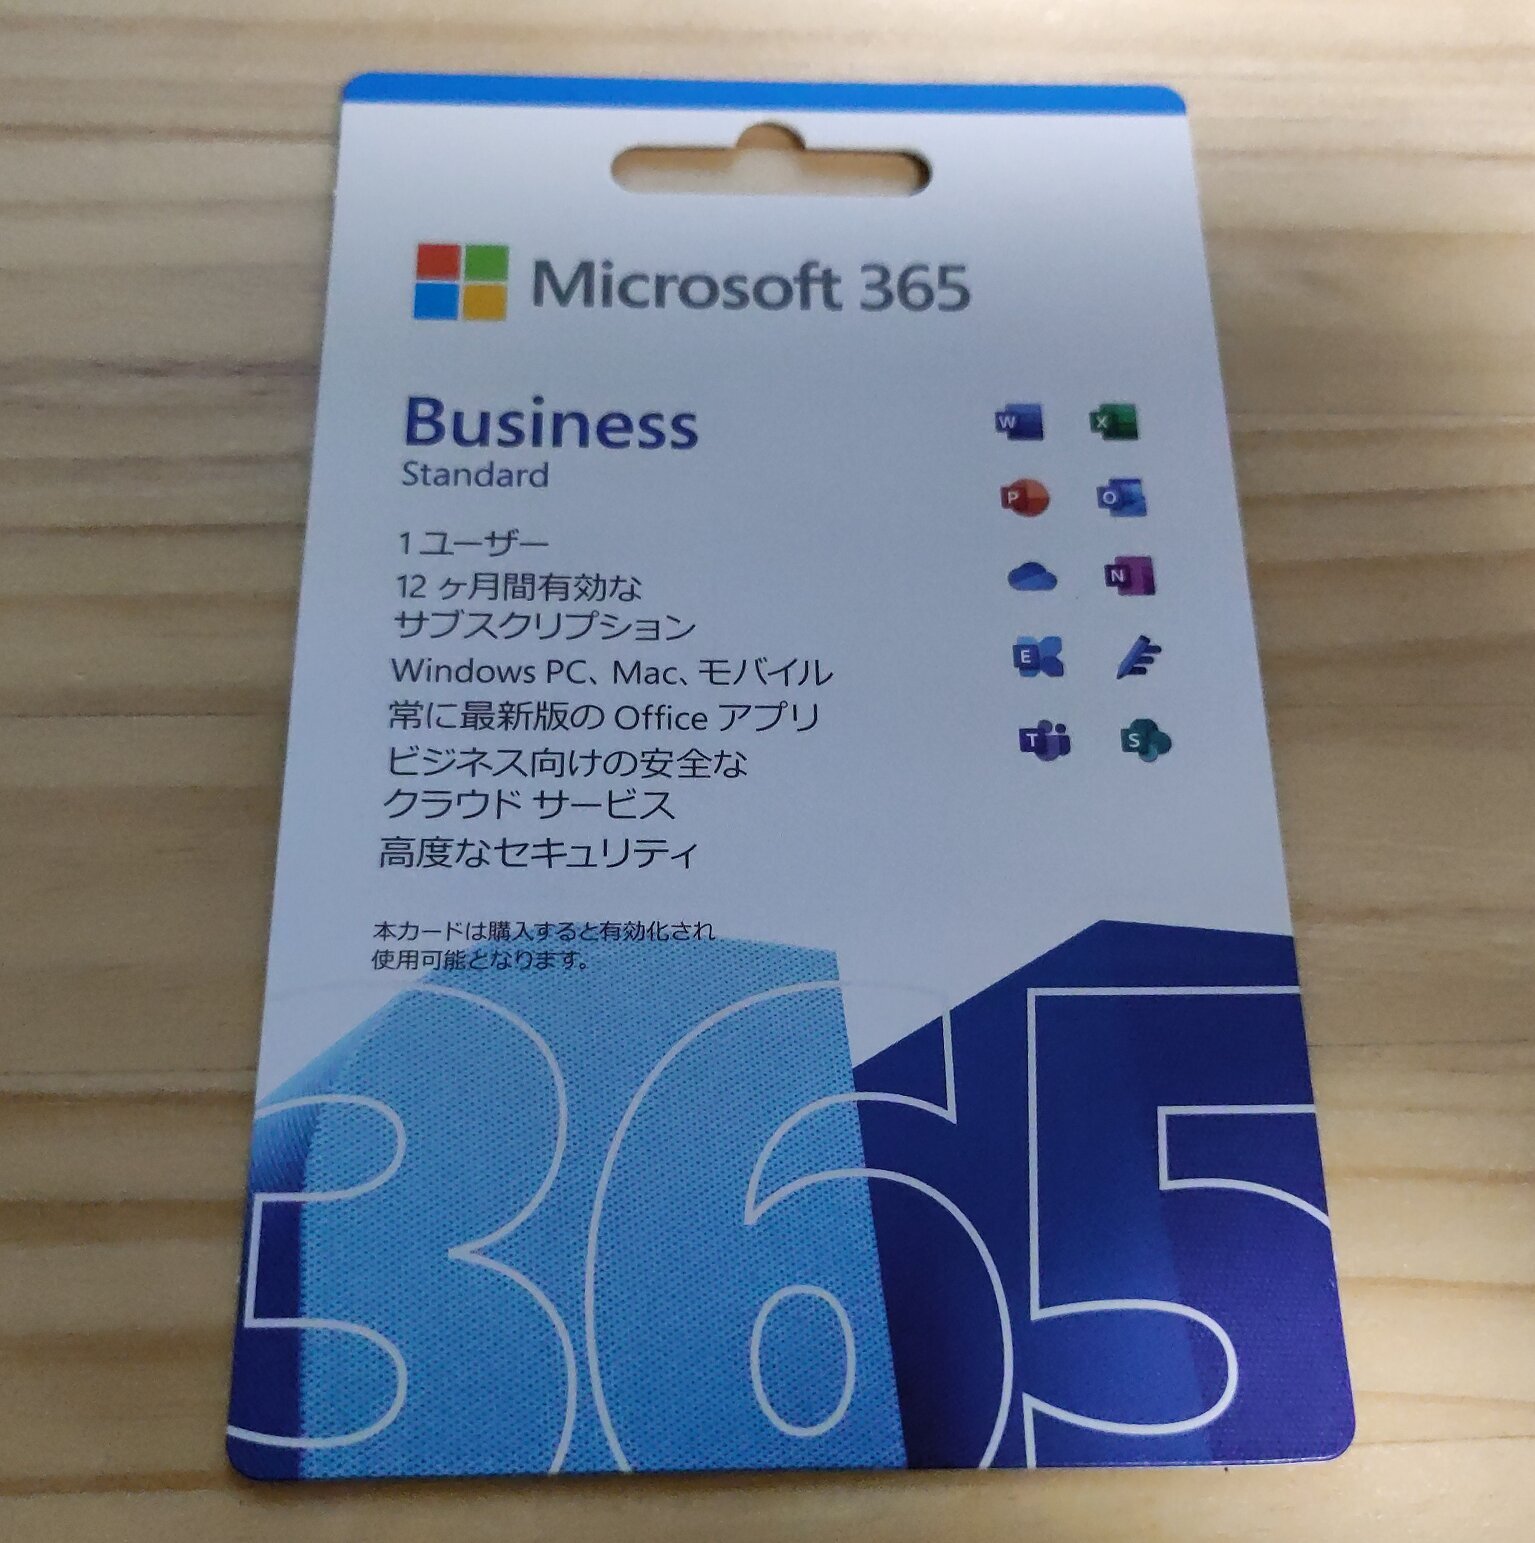 Microsoft 365
Business
Standard
1 ユーザー
12 ヶ月間有効な
サブスクリプション
Windows PC、Mac、モバイル
常に最新版の Office アプリ
ビジネス向けの安全な
クラウド サービス
高度なセキュリティ
W X
P O
N
E
T S
本カードは購入すると有効化され
使用可能となります。
365